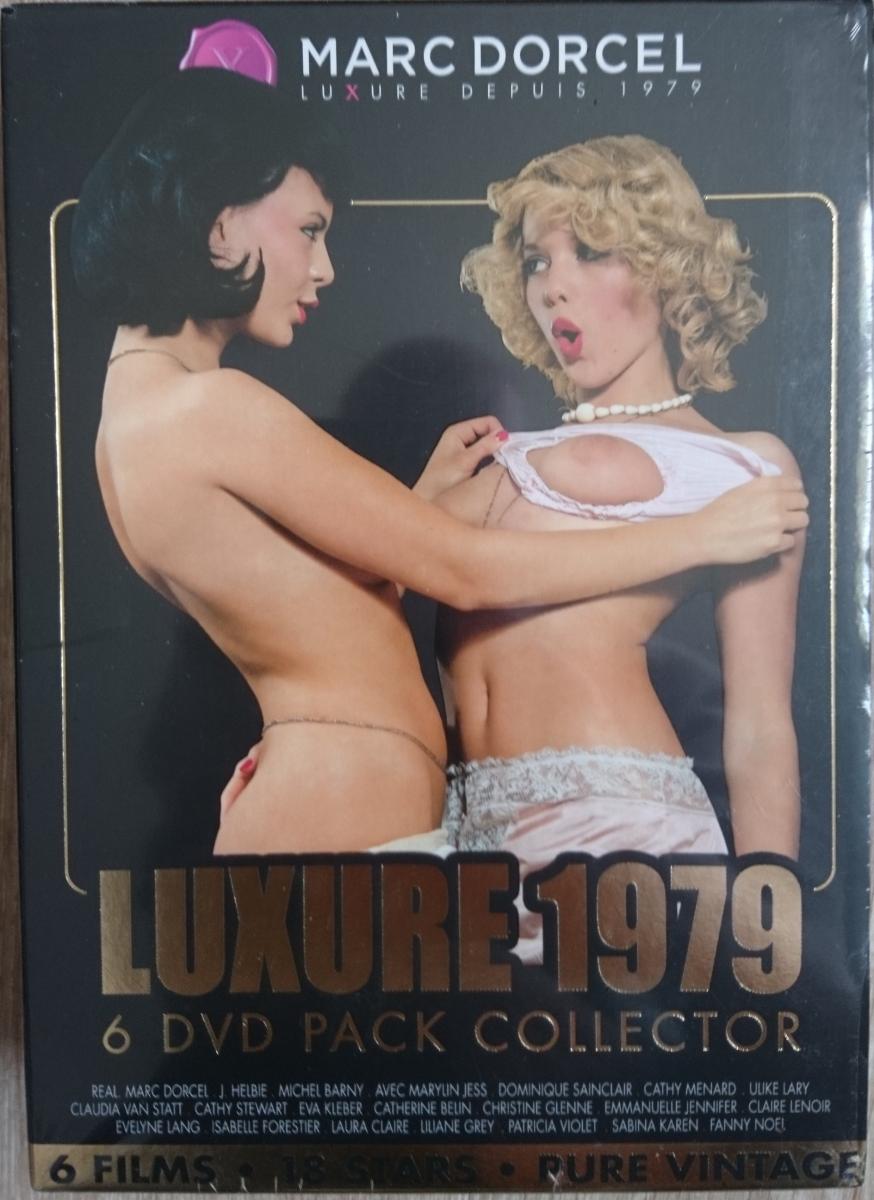 MARC DORCEL
LUXURE DEPUIS 1979
LUXURE 1979
6 DVD PACK COLLECTOR
REAL. MARC DORCEL . J. HELBIE . MICHEL BARNY . AVEC MARYLIN JESS . DOMINIQUE SAINCLAIR . CATHY MENARD . ULIKE LARY
CLAUDIA VAN STATT . CATHY STEWART . EVA KLEBER . CATHERINE BELIN . CHRISTINE GLENNE . EMMANUELLE JENNIFER . CLAIRE LENOIR
EVELYNE LANG . ISABELLE FORESTIER . LAURA CLAIRE . LILIANE GREY . PATRICIA VIOLET . SABINA KAREN . FANNY NOEL
6 FILMS • 18 STARS • PURE VINTAGE